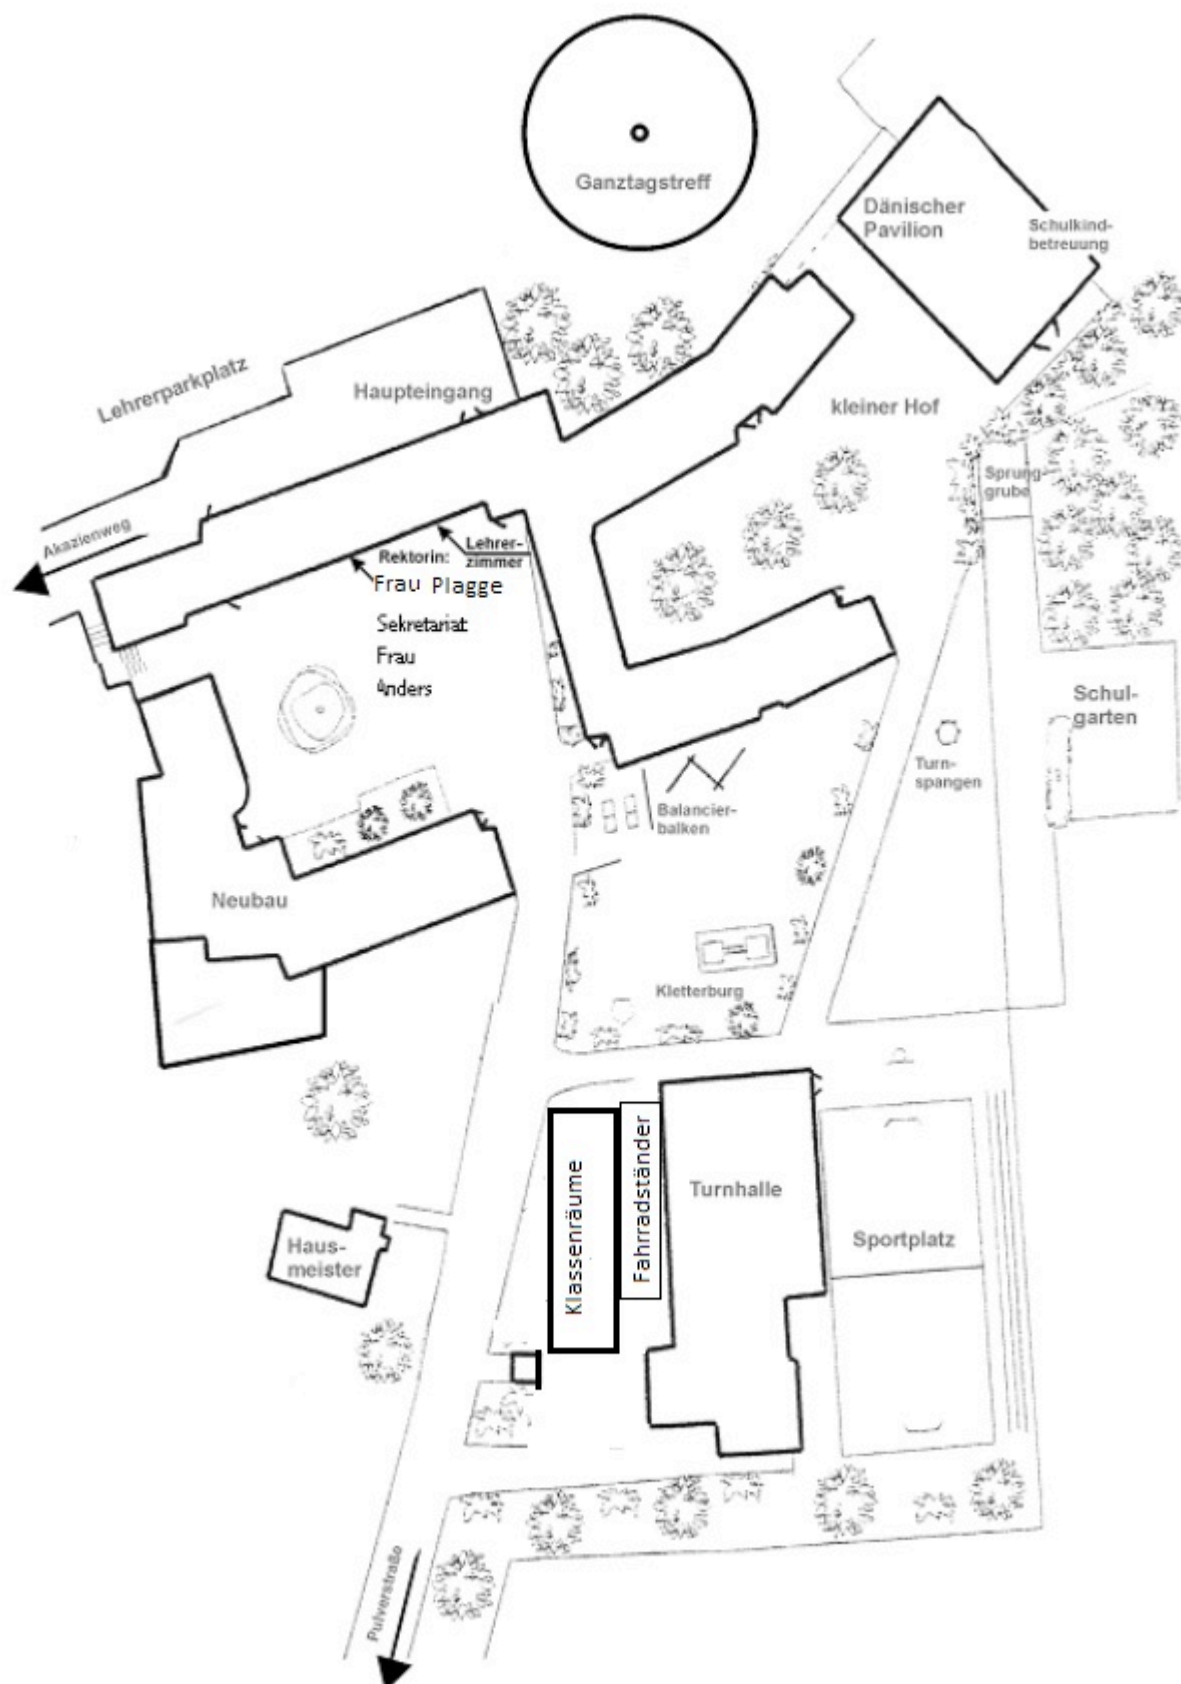 Ganztagstreff
Dänischer
Pavilion
Schulkind-
betreuung
Lehrerparkplatz
Haupteingang
kleiner Hof
Sprung-
grube
Akazienweg
Rektorin:
Lehrer-
zimmer
Frau Plagge
Sekretariat:
Frau
Anders
Schul-
garten
Turn-
spangen
Balancier-
balken
Neubau
Kletterburg
Klassenräume
Fahrradständer
Turnhalle
Sportplatz
Haus-
meister
Pulverstraße